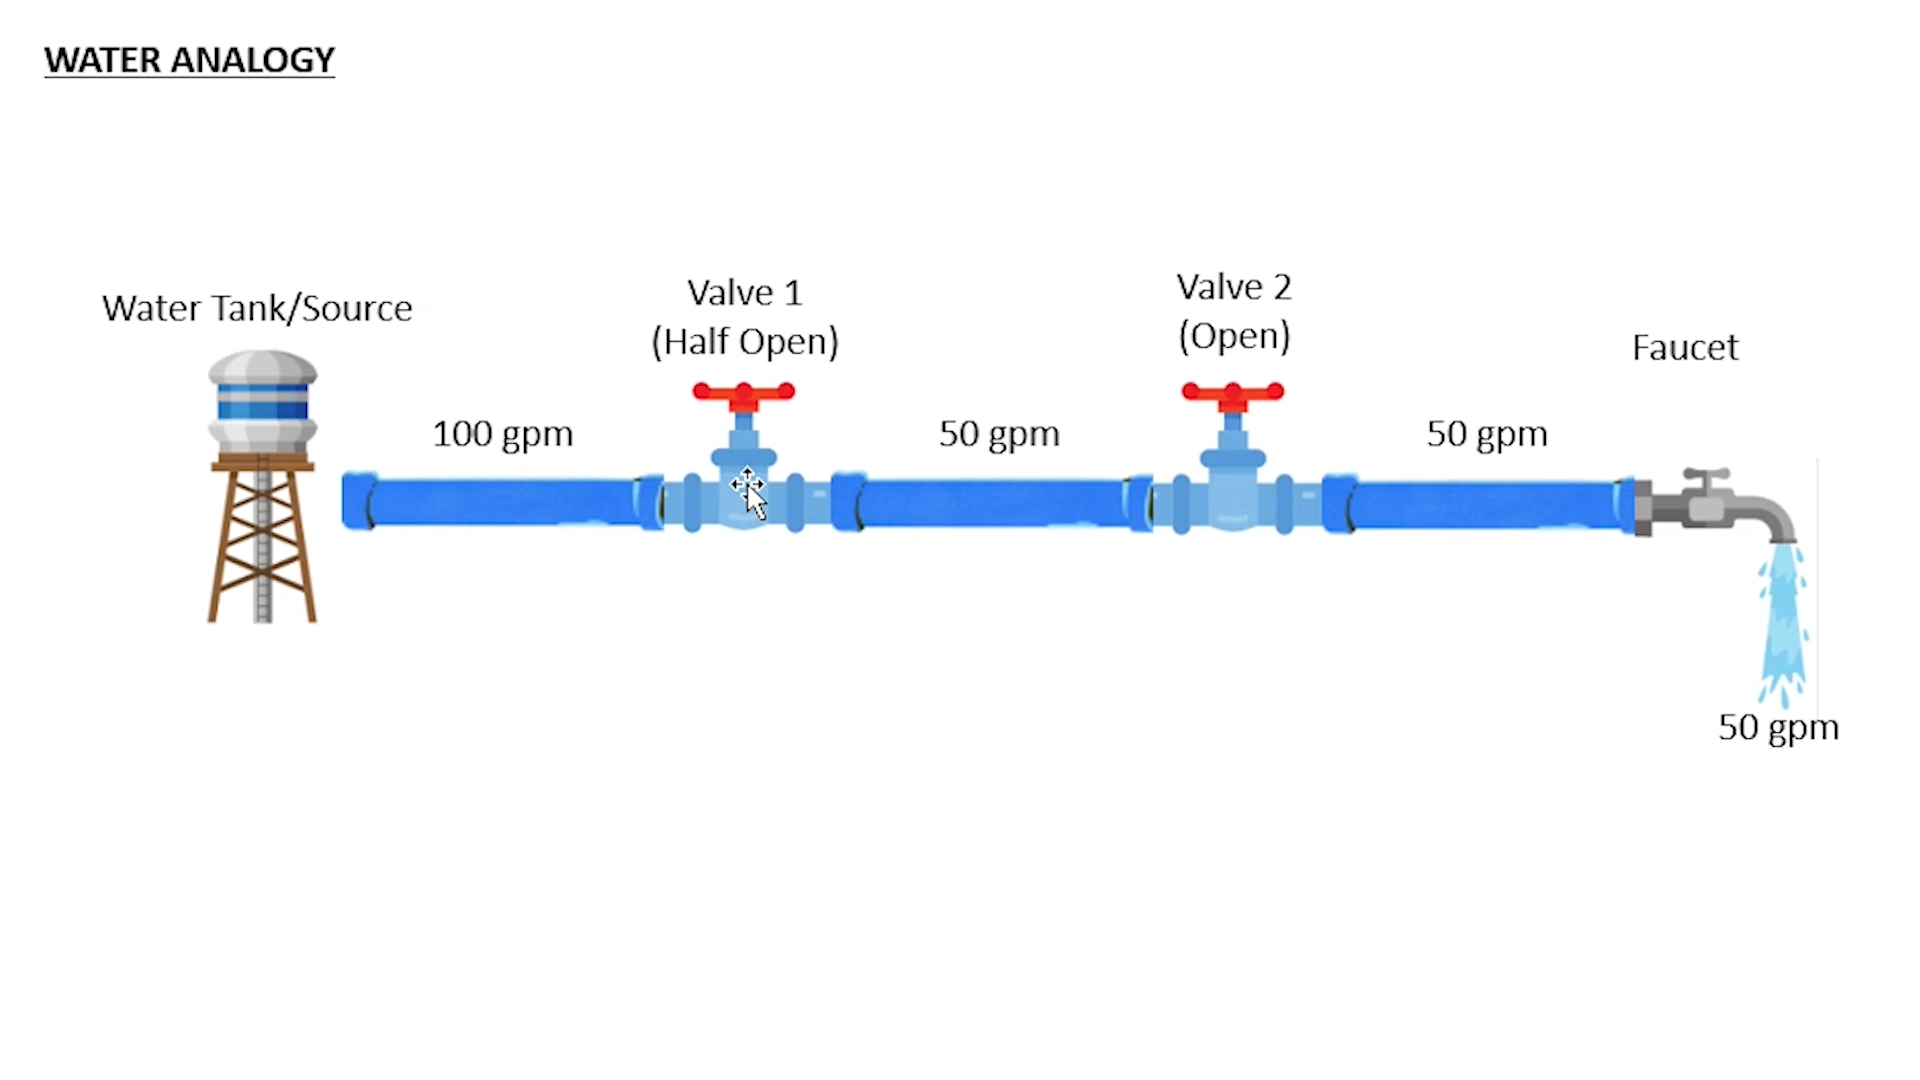 WATER ANALOGY
Water Tank/Source
Valve 1
(Half Open)
Valve 2
(Open)
Faucet
100 gpm
50 gpm
50 gpm
50 gpm